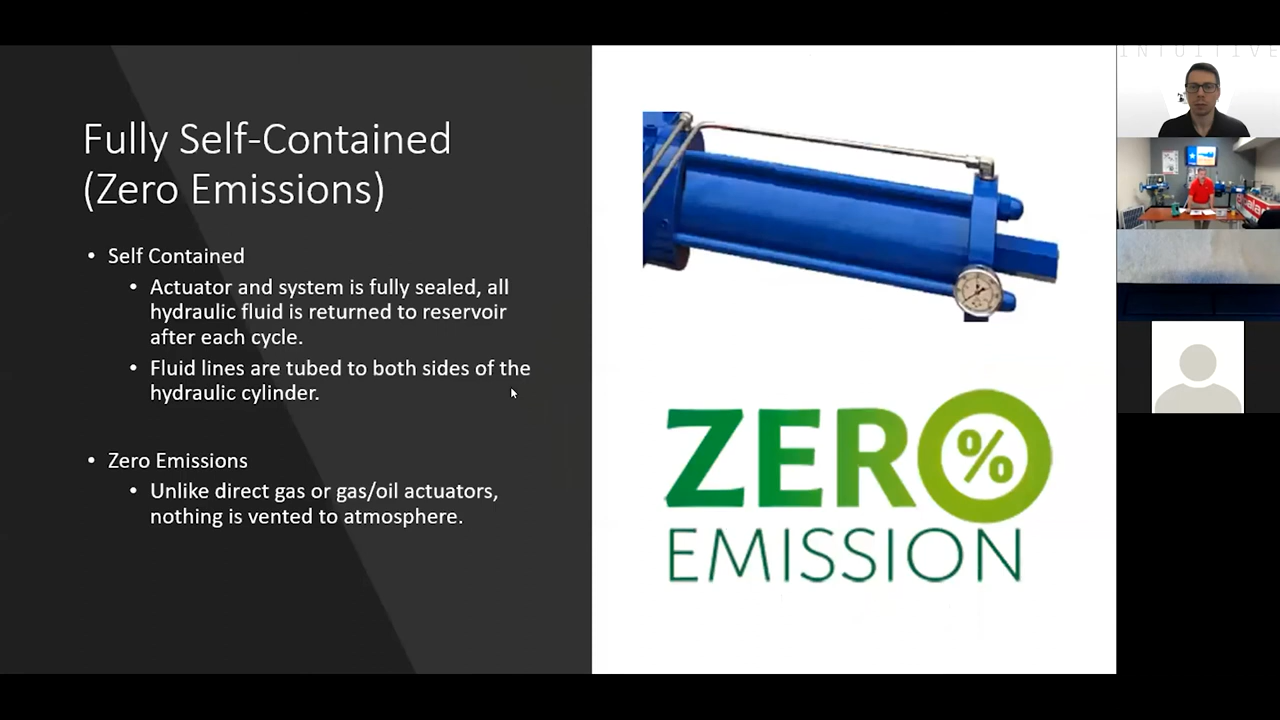 Fully Self-Contained
(Zero Emissions)
• Self Contained
• Actuator and system is fully sealed, all
hydraulic fluid is returned to reservoir
after each cycle.
• Fluid lines are tubed to both sides of the
hydraulic cylinder.
• Zero Emissions
• Unlike direct gas or gas/oil actuators,
nothing is vented to atmosphere.
ZERO
%
EMISSION
INTUITIVE